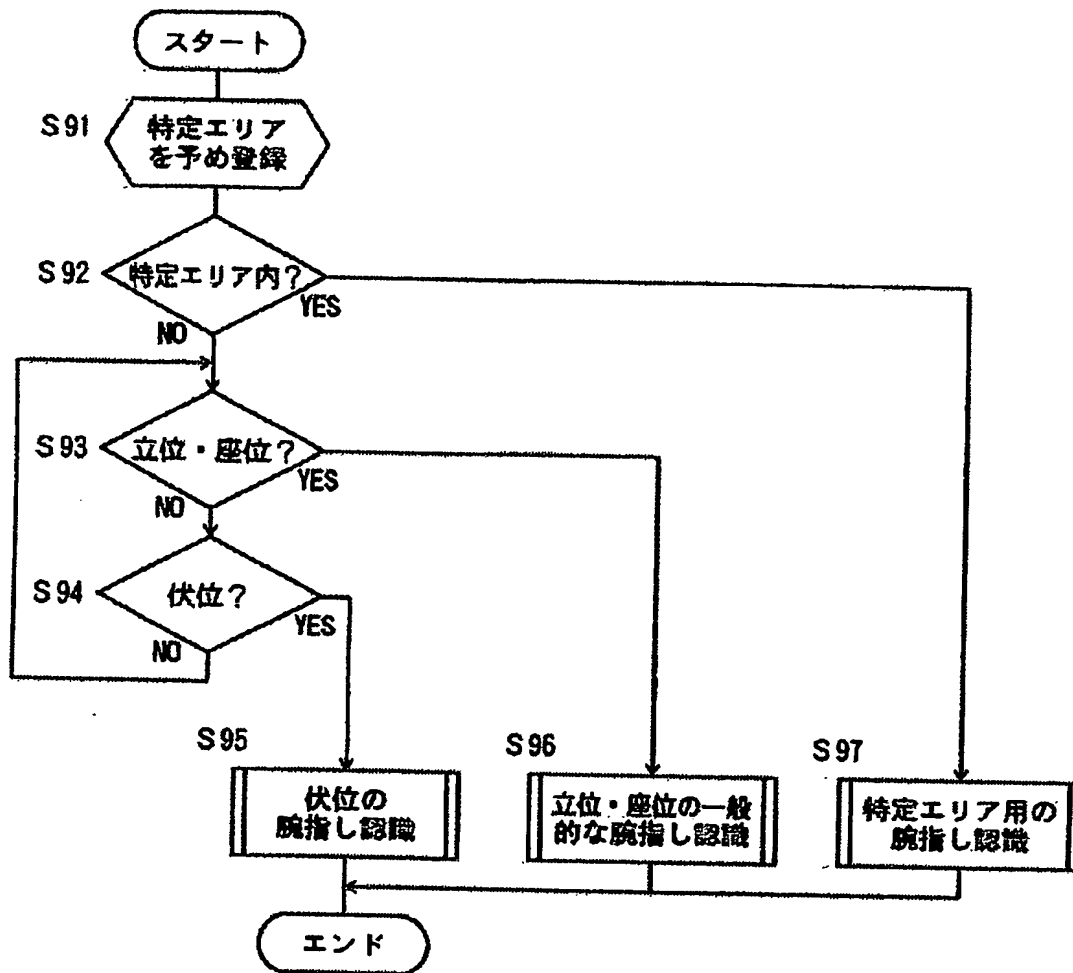 スタート
S91
特定エリア
を予め登録
S92
特定エリア内?
YES
NO
S93
立位・座位?
YES
NO
S94
伏位?
YES
NO
S95
伏位の
腕指し認識
S96
立位・座位の一般
的な腕指し認識
S97
特定エリア用の
腕指し認識
エンド